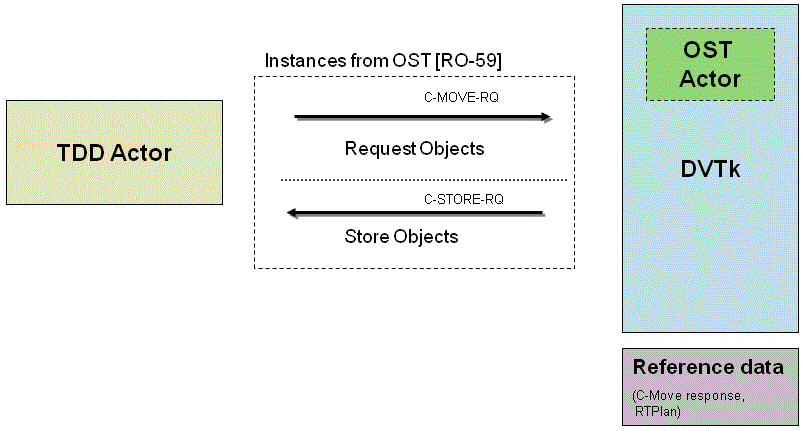 Instances from OST [RO-59]
TDD Actor
C-MOVE-RQ
Request Objects
C-STORE-RQ
Store Objects
OST
Actor
DVTk
Reference data
(C-Move response,
RTPlan)